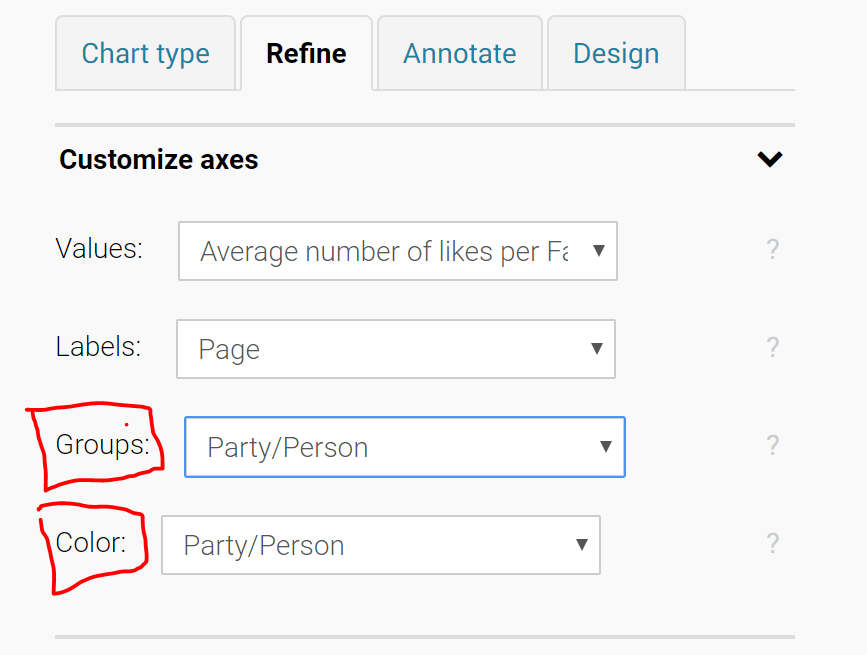 Chart type Refine Annotate Design
Customize axes
Values: Average number of likes per Fa
Labels: Page ?
Groups: Party/Person ?
Color: Party/Person ?